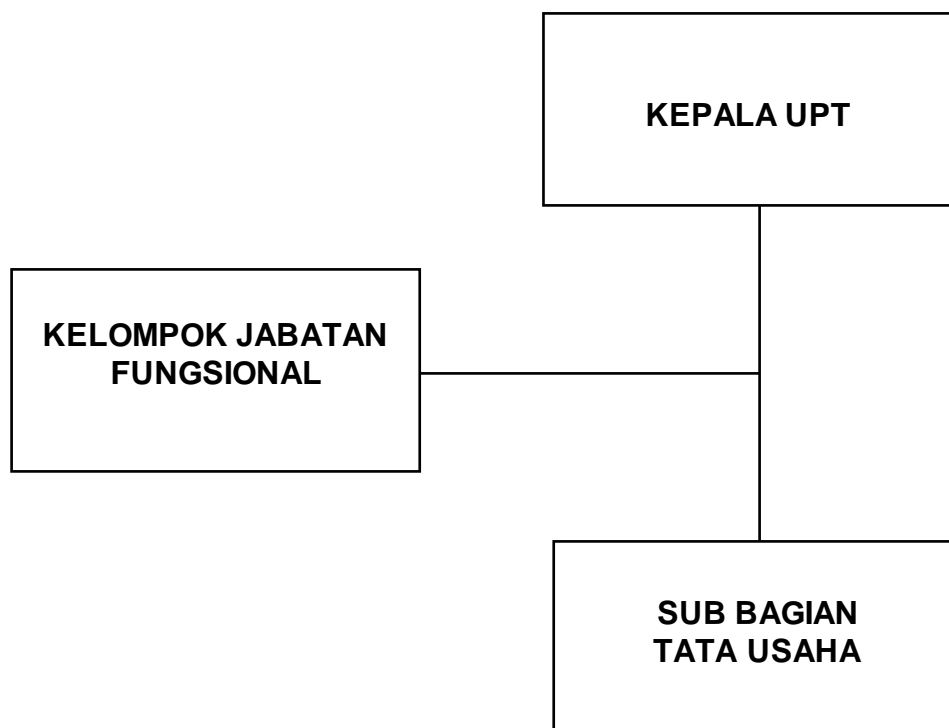 KEPALA UPT
KELOMPOK JABATAN
FUNGSIONAL
SUB BAGIAN
TATA USAHA